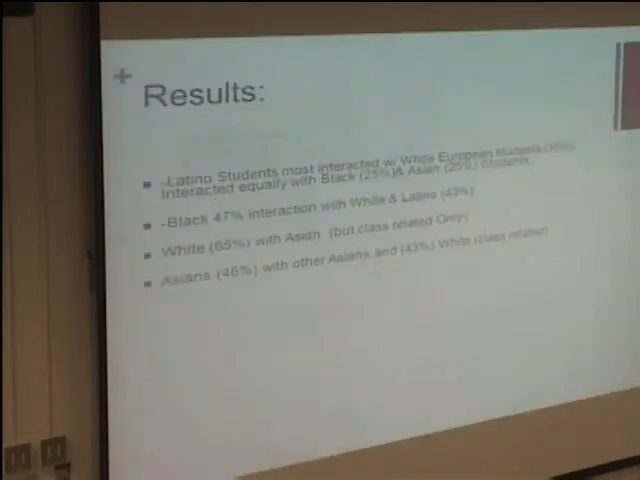 +
Results:
-Latino Students most interacted w. White European students (35%).
Interacted equally with Black (25%)& Asian (25%) Students.
-Black 47% interaction with White & Latino (43%)
White (65%) with Asian (but class related Only)
Asians (46%) with other Asians and (43%) White (class related)